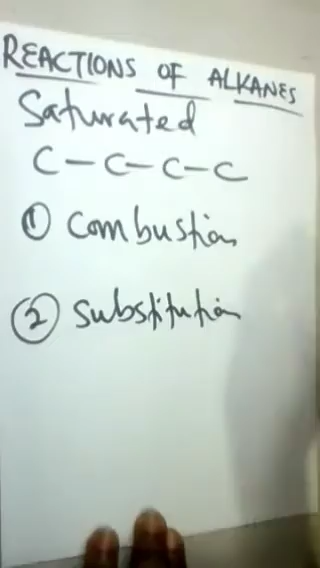 REACTIONS OF ALKANES
Saturated
C-C-C-C
① Combustion
② Substitution